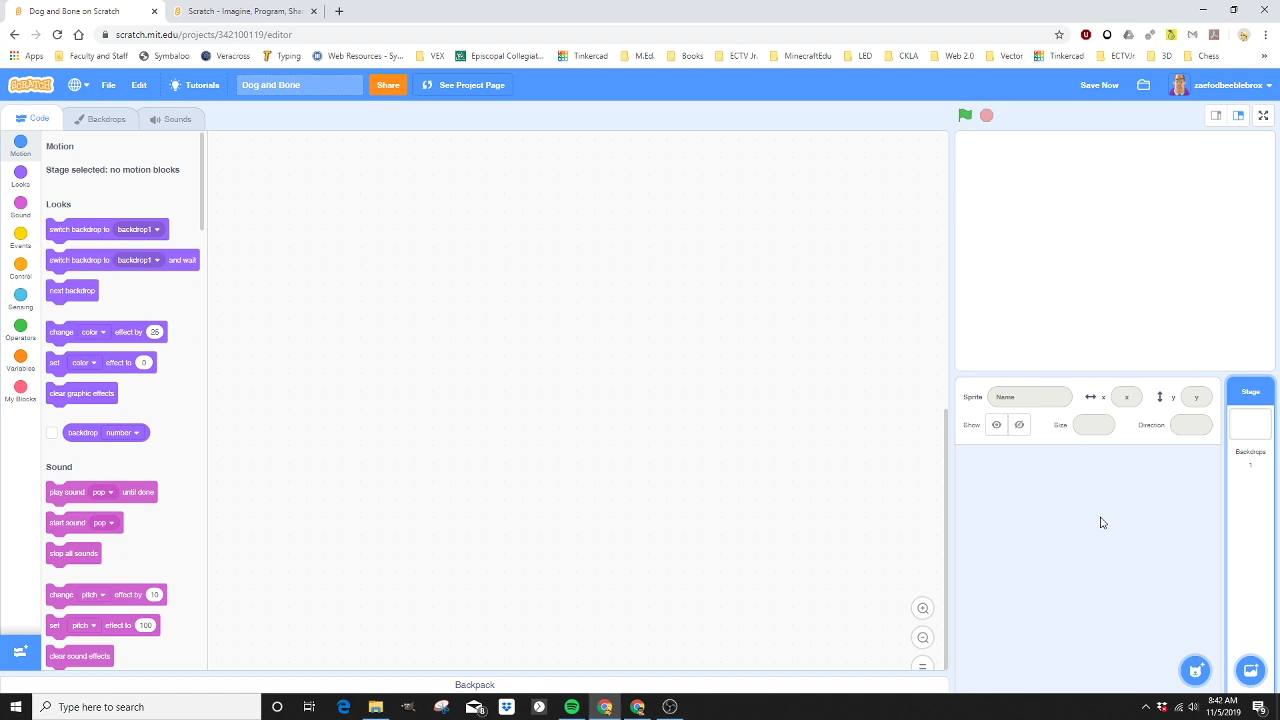 Dog and Bone on Scratch
Scratch - Imagine, Program, Shar
scratch.mit.edu/projects/342100119/editor
Apps
Faculty and Staff
Symbaloo
Veracross
Typing
Web Resources - Sy...
VEX
Episcopal Collegiat...
Tinkercad
M.Ed.
Books
ECTV Jr.
MinecraftEdu
LED
CKLA
Web 2.0
Vector
Tinkercad
ECTVJr
3D
Chess
»
SCRATCH
File
Edit
Tutorials
Dog and Bone
Share
See Project Page
Save Now
zaefodbeeblebrox
Code
Backdrops
Sounds
Motion
Looks
Sound
Events
Control
Sensing
Operators
Variables
My Blocks
Motion
Stage selected: no motion blocks
Looks
switch backdrop to backdrop1
switch backdrop to backdrop1 and wait
next backdrop
change color effect by 25
set color effect to 0
clear graphic effects
backdrop number
Sound
play sound pop until done
start sound pop
stop all sounds
change pitch effect by 10
set pitch effect to 100
clear sound effects
Sprite Name x x y y
Show Size Direction
Stage
Backdrops
1
Backpack
Type here to search
8:42 AM
11/5/2019